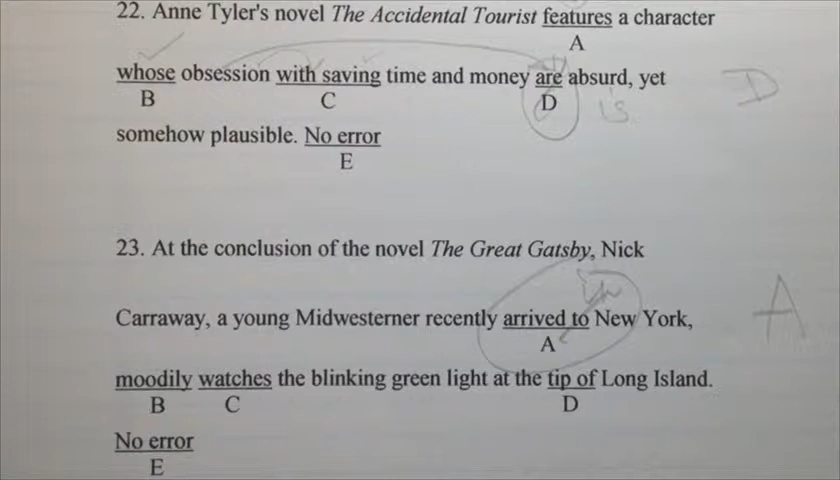 22. Anne Tyler's novel The Accidental Tourist features a character
A
whose obsession with saving time and money are absurd, yet
B C D
is
D
somehow plausible. No error
E
23. At the conclusion of the novel The Great Gatsby, Nick
in
Carraway, a young Midwesterner recently arrived to New York,
A
A
moodily watches the blinking green light at the tip of Long Island.
B C D
No error
E